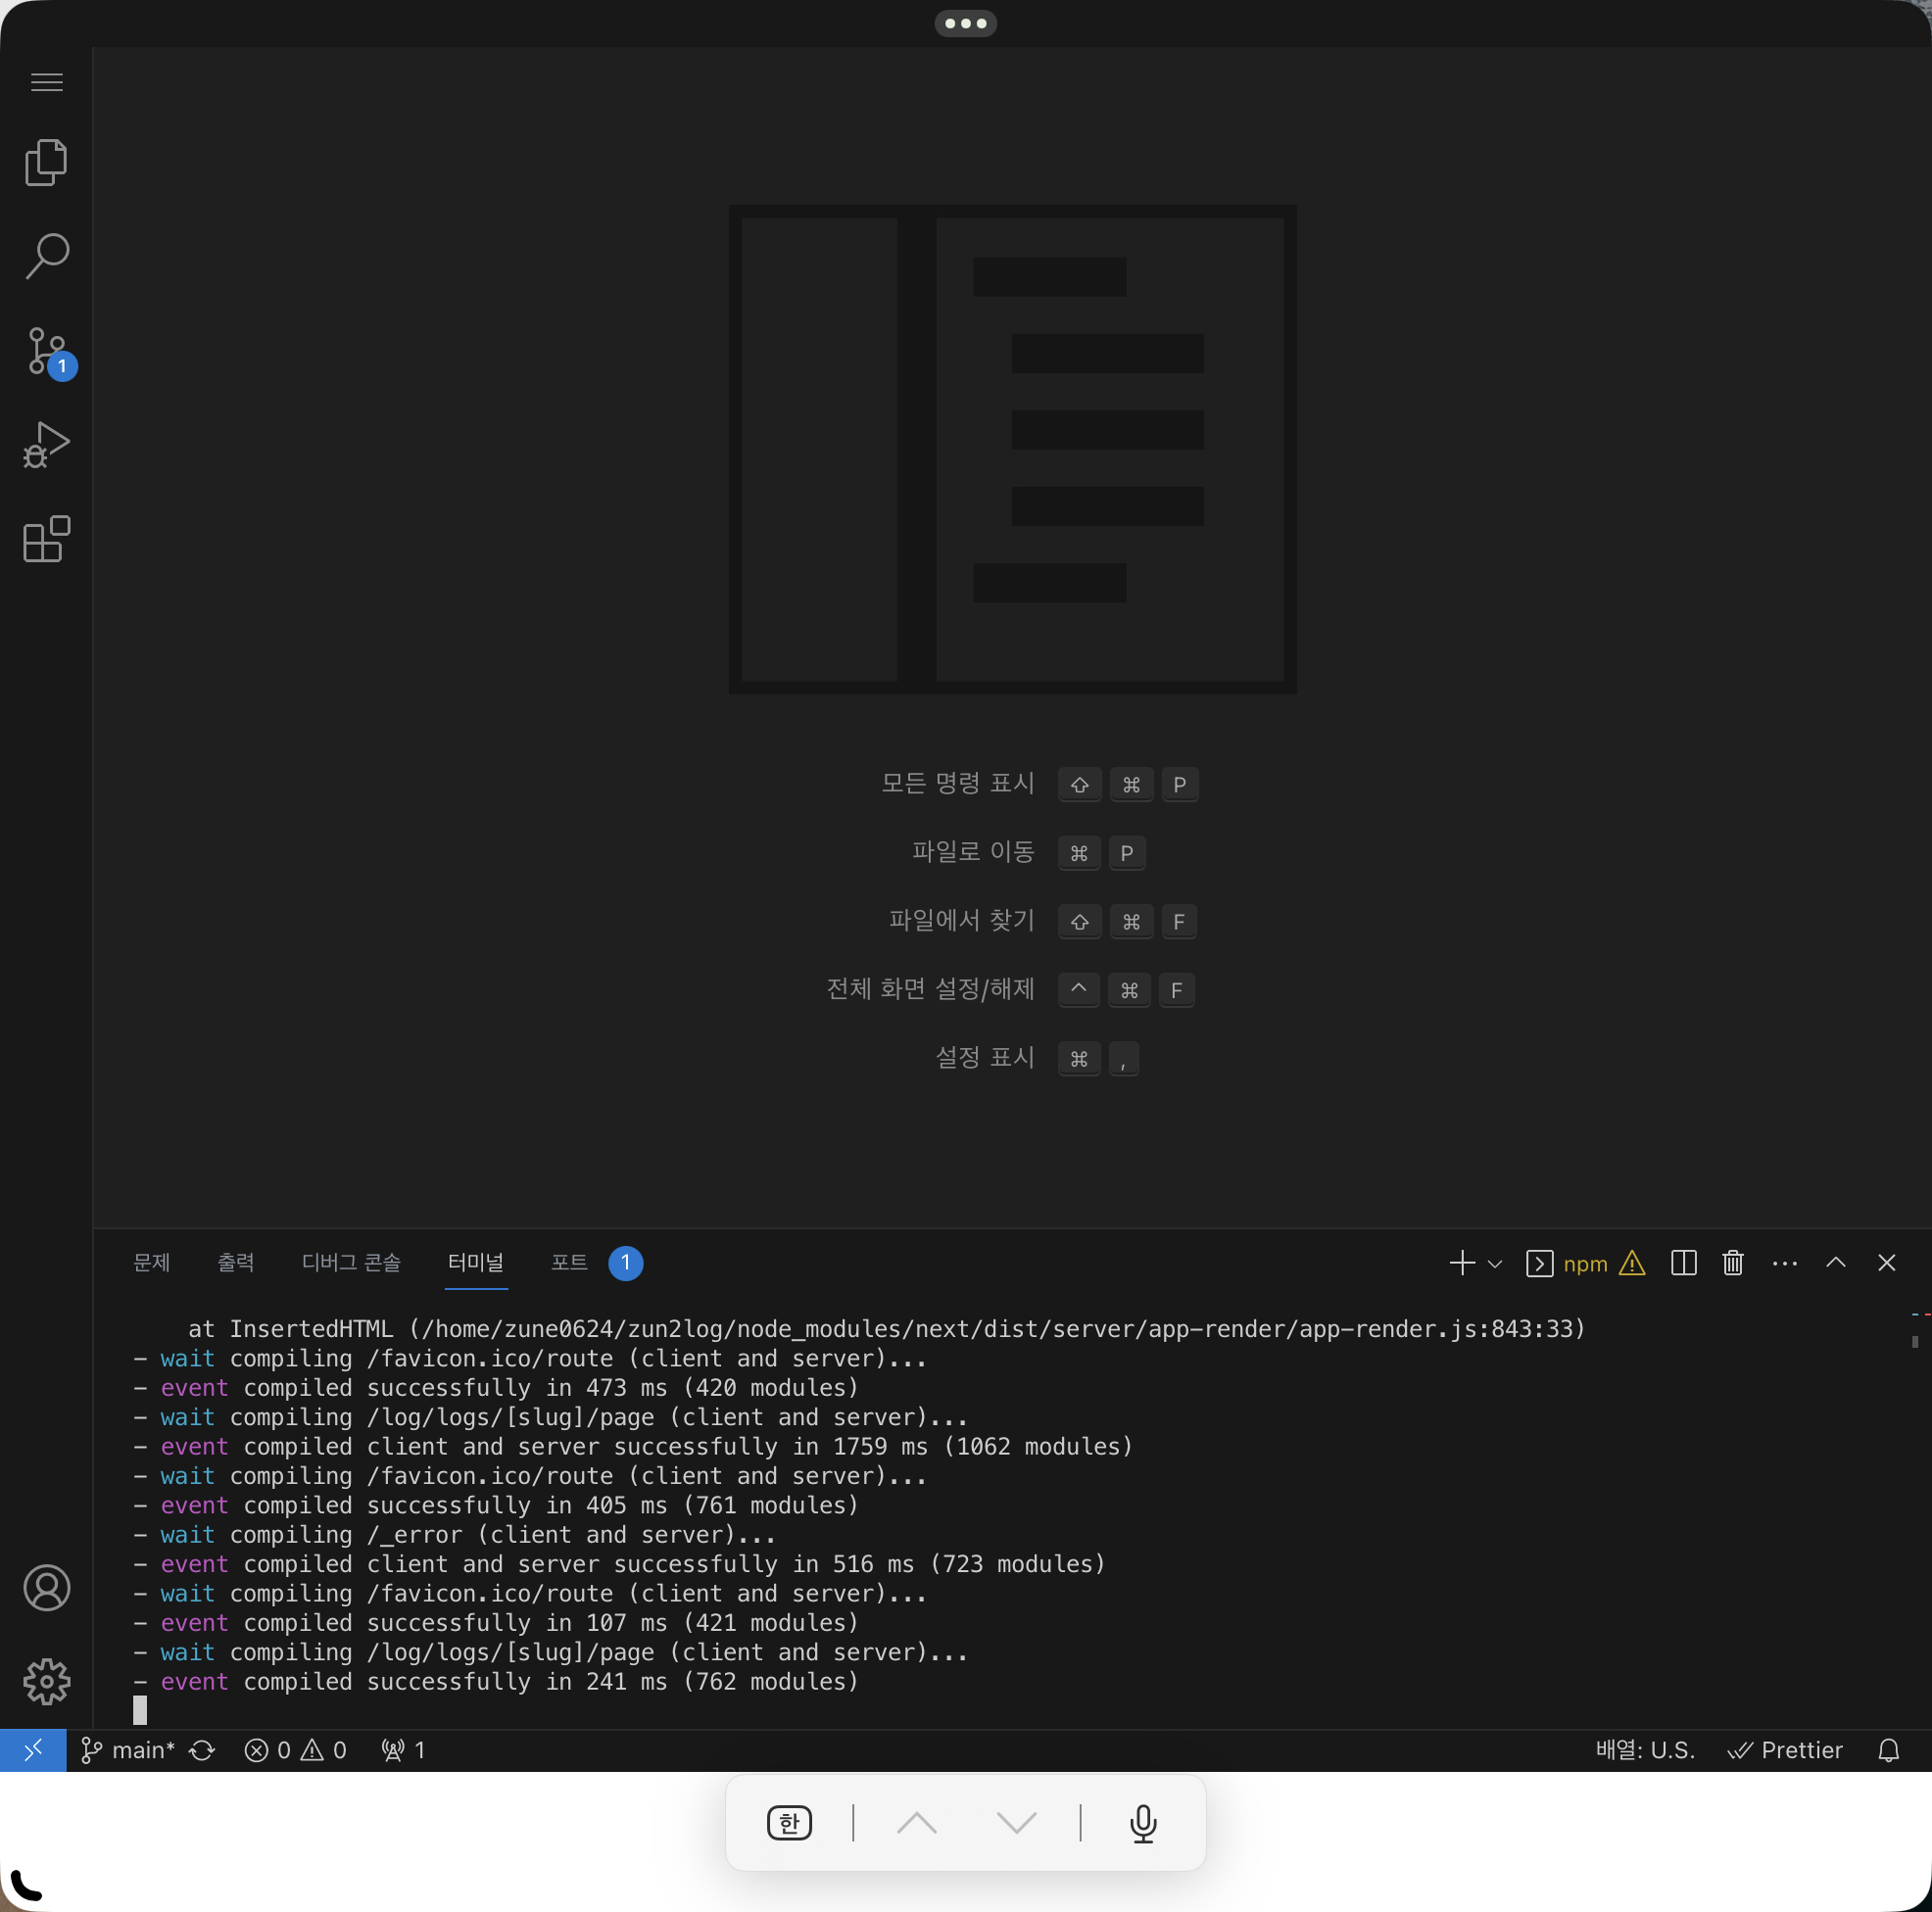 1
모든 명령 표시 ⇧ ⌘ P
파일로 이동 ⌘ P
파일에서 찾기 ⇧ ⌘ F
전체 화면 설정/해제 ^ ⌘ F
설정 표시 ⌘ ,
문제 출력 디버그 콘솔 터미널 포트 1 npm
at InsertedHTML (/home/zune0624/zun2log/node_modules/next/dist/server/app-render/app-render.js:843:33)
- wait compiling /favicon.ico/route (client and server)...
- event compiled successfully in 473 ms (420 modules)
- wait compiling /log/logs/[slug]/page (client and server)...
- event compiled client and server successfully in 1759 ms (1062 modules)
- wait compiling /favicon.ico/route (client and server)...
- event compiled successfully in 405 ms (761 modules)
- wait compiling /_error (client and server)...
- event compiled client and server successfully in 516 ms (723 modules)
- wait compiling /favicon.ico/route (client and server)...
- event compiled successfully in 107 ms (421 modules)
- wait compiling /log/logs/[slug]/page (client and server)...
- event compiled successfully in 241 ms (762 modules)
main* 0 0 1 배열: U.S. Prettier
한